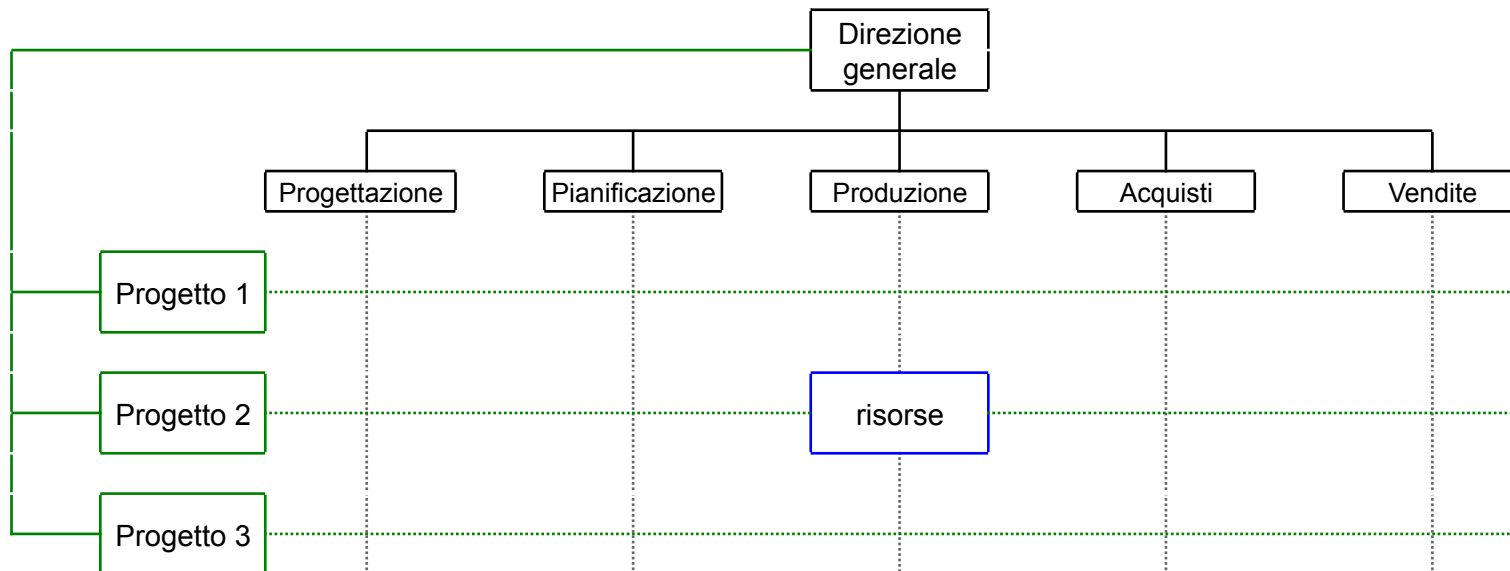 Direzione
generale
Progettazione
Pianificazione
Produzione
Acquisti
Vendite
Progetto 1
Progetto 2
risorse
Progetto 3